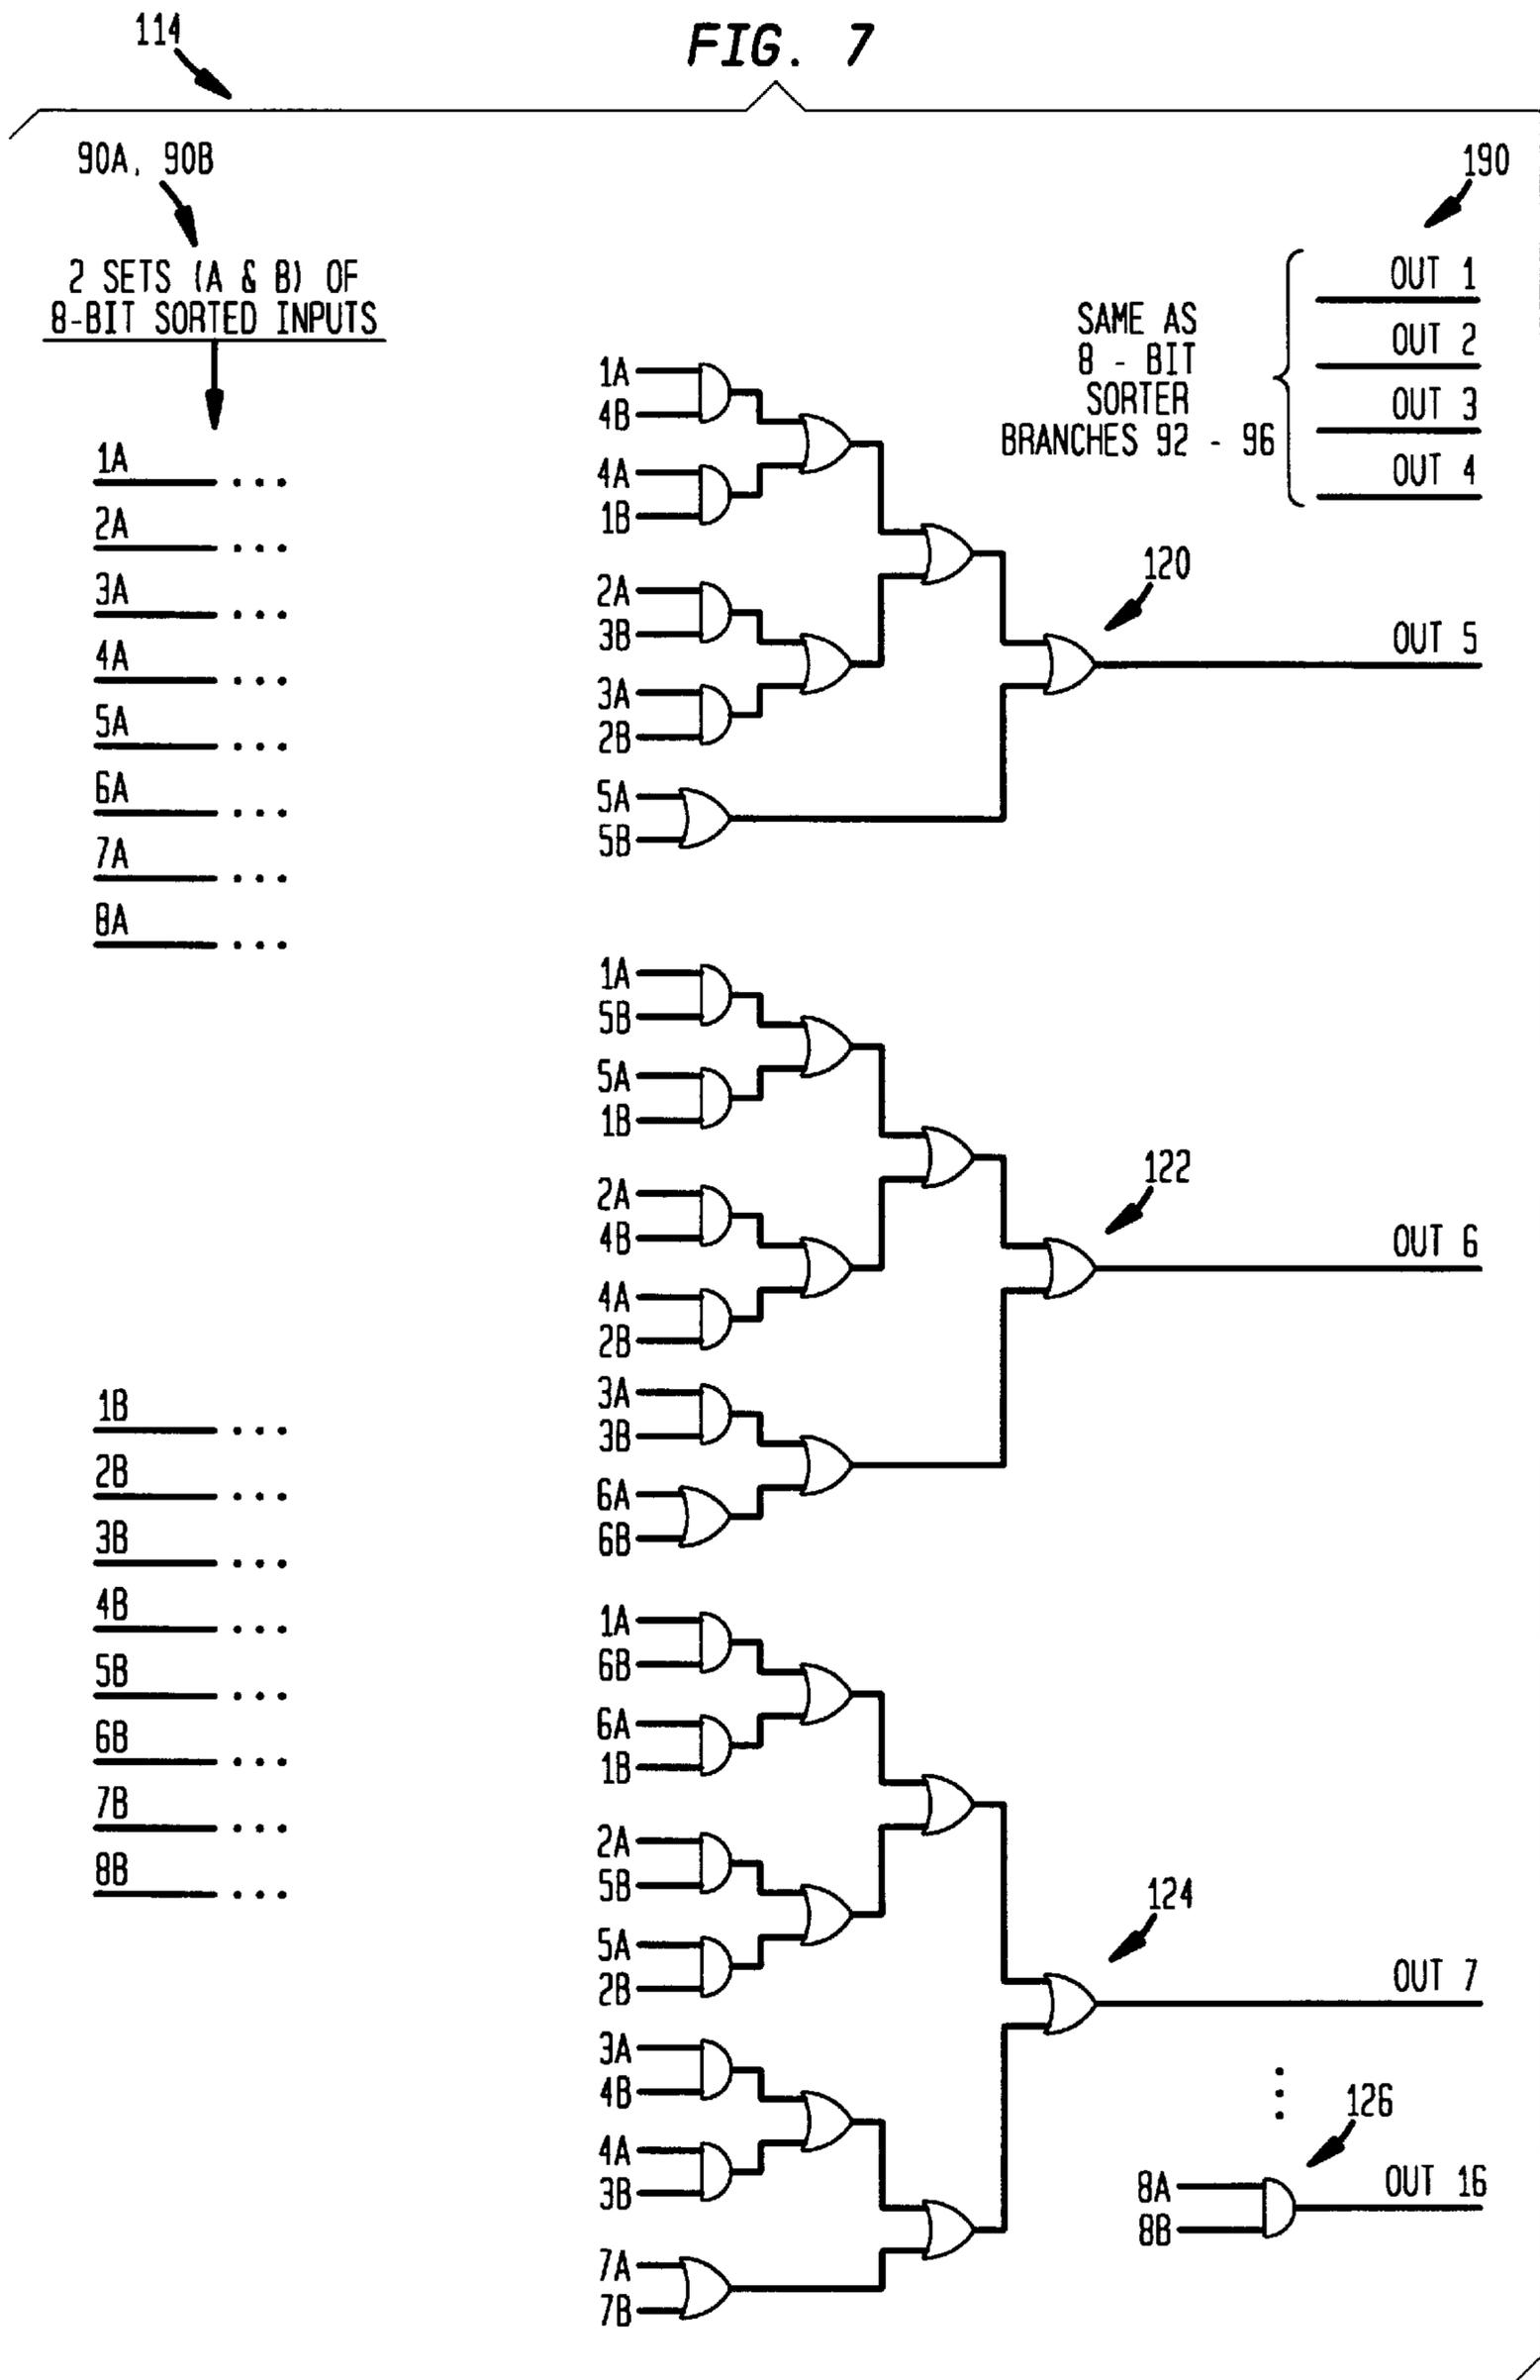 FIG. 7
114
90A, 90B
2 SETS (A & B) OF
8-BIT SORTED INPUTS
1A
2A
3A
4A
5A
6A
7A
8A
1B
2B
3B
4B
5B
6B
7B
8B
190
SAME AS
8 - BIT
SORTER
BRANCHES 92 - 96
OUT 1
OUT 2
OUT 3
OUT 4
1A
4B
4A
1B
2A
3B
3A
2B
5A
5B
120
OUT 5
1A
5B
5A
1B
2A
4B
4A
2B
3A
3B
6A
6B
122
OUT 6
1A
6B
6A
1B
2A
5B
5A
2B
3A
4B
4A
3B
7A
7B
124
OUT 7
126
8A
8B
OUT 16